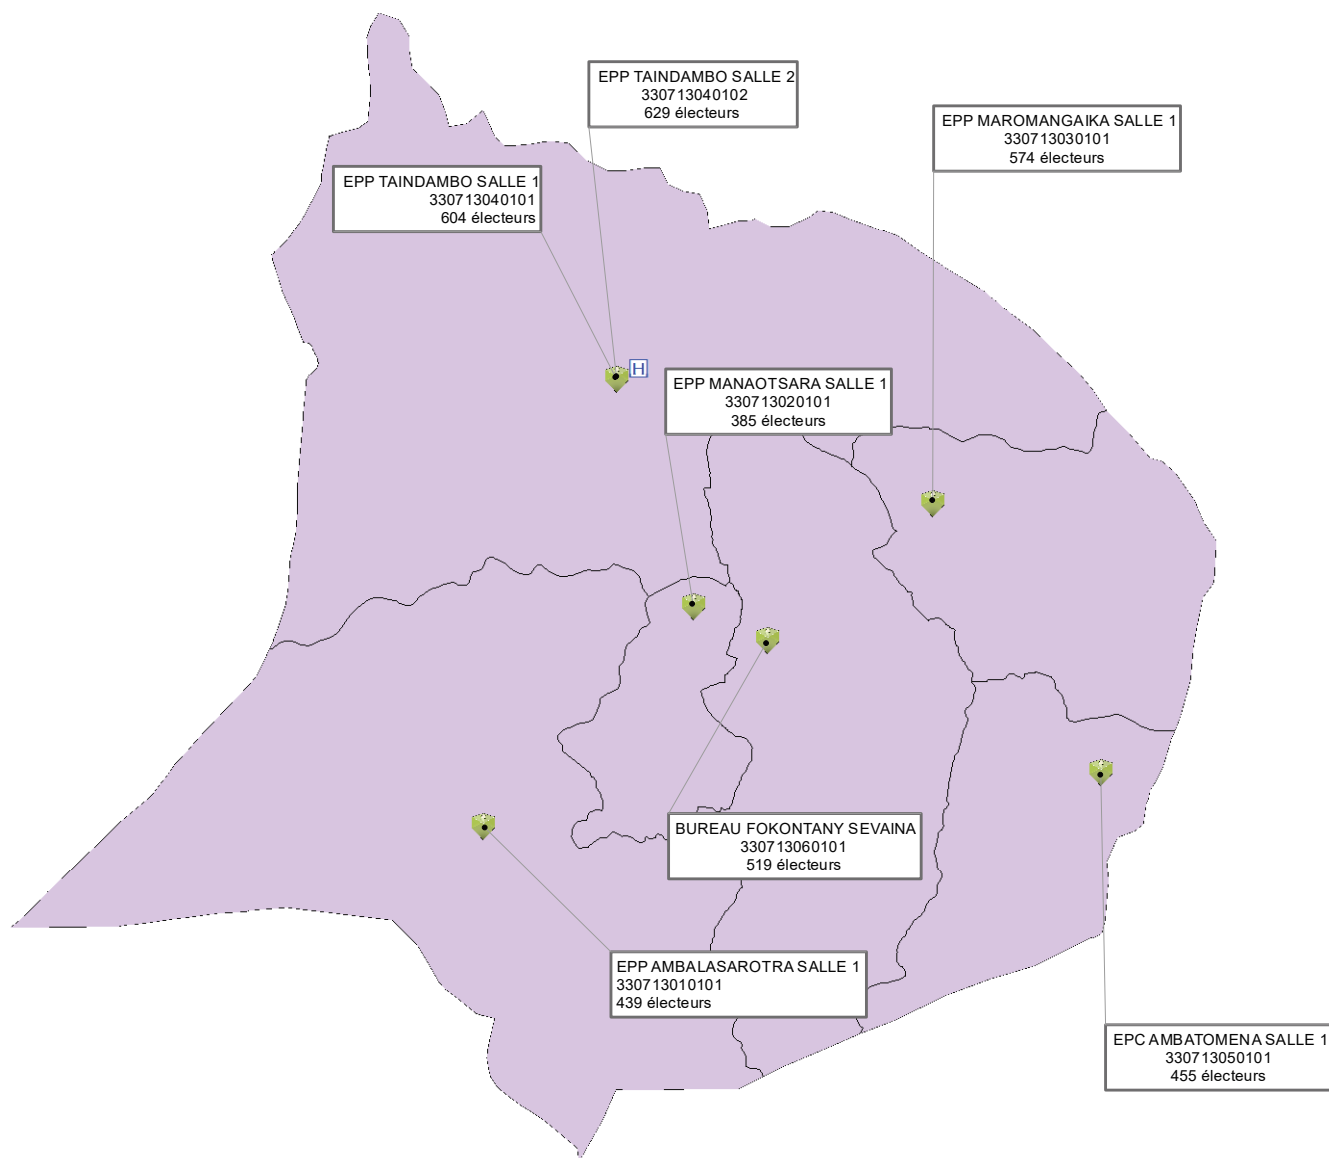 EPP TAINDAMBO SALLE 2
330713040102
629 électeurs
EPP MAROMANGAIKA SALLE 1
330713030101
574 électeurs
EPP TAINDAMBO SALLE 1
330713040101
604 électeurs
H
EPP MANAOTSARA SALLE 1
330713020101
385 électeurs
BUREAU FOKONTANY SEVAINA
330713060101
519 électeurs
EPP AMBALASAROTRA SALLE 1
330713010101
439 électeurs
EPC AMBATOMENA SALLE 1
330713050101
455 électeurs